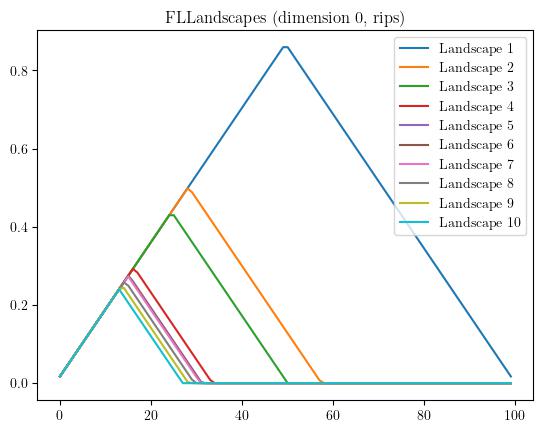 FLLandscapes (dimension 0, rips)
Landscape 1
Landscape 2
Landscape 3
Landscape 4
Landscape 5
Landscape 6
Landscape 7
Landscape 8
Landscape 9
Landscape 10
0.8
0.6
0.4
0.2
0.0
0 20 40 60 80 100